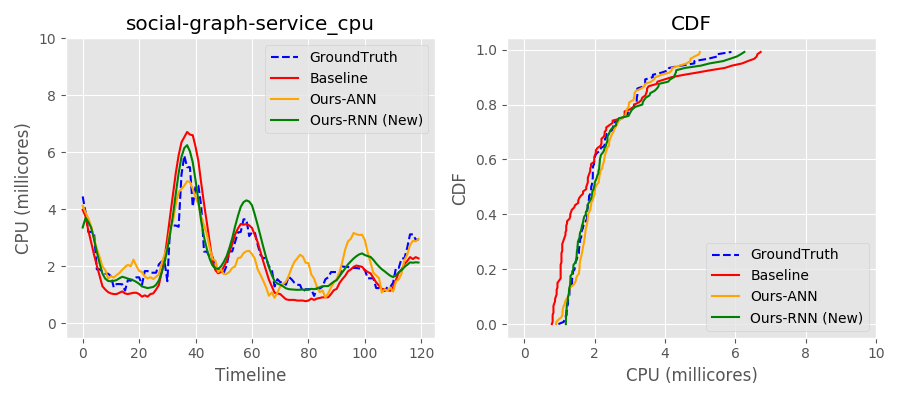 social-graph-service_cpu
CPU (millicores)
10
8
6
4
2
0
0 20 40 60 80 100 120
Timeline
GroundTruth
Baseline
Ours-ANN
Ours-RNN (New)
CDF
CDF
1.0
0.8
0.6
0.4
0.2
0.0
0 2 4 6 8 10
CPU (millicores)
GroundTruth
Baseline
Ours-ANN
Ours-RNN (New)